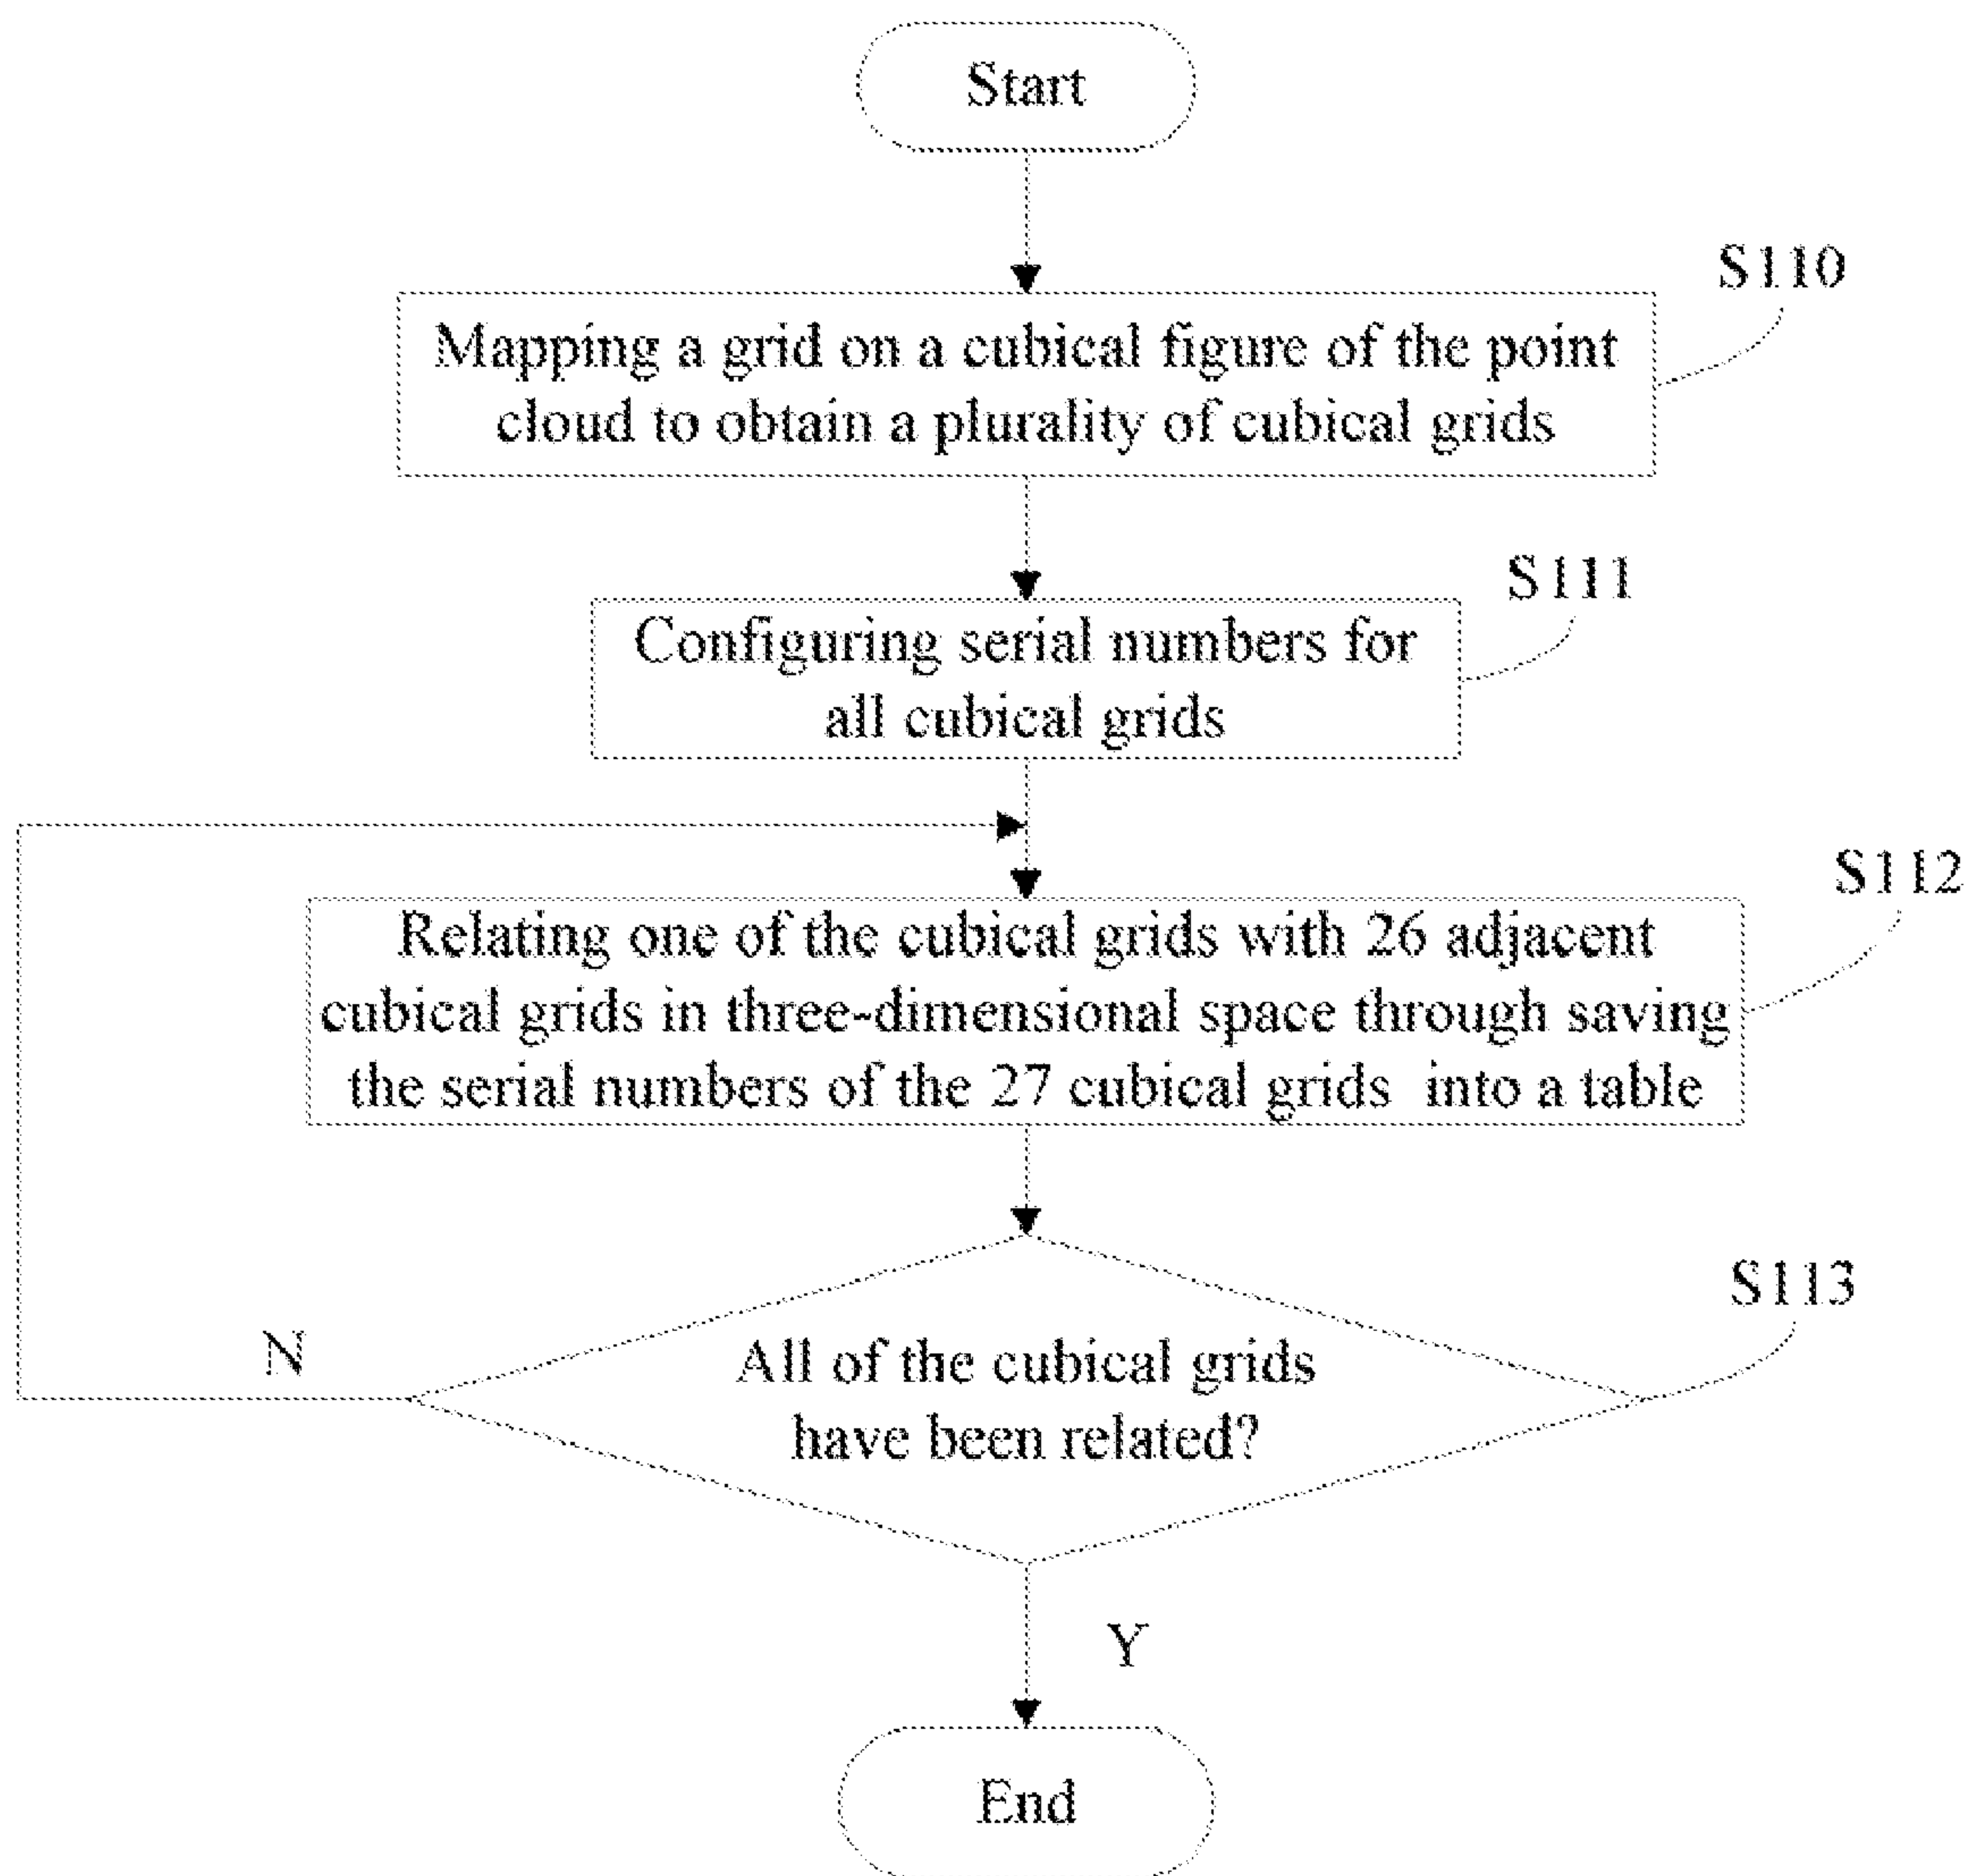 Start
S110
Mapping a grid on a cubical figure of the point
cloud to obtain a plurality of cubical grids
S111
Configuring serial numbers for
all cubical grids
S112
Relating one of the cubical grids with 26 adjacent
cubical grids in three-dimensional space through saving
the serial numbers of the 27 cubical grids into a table
S113
N
All of the cubical grids
have been related?
Y
End